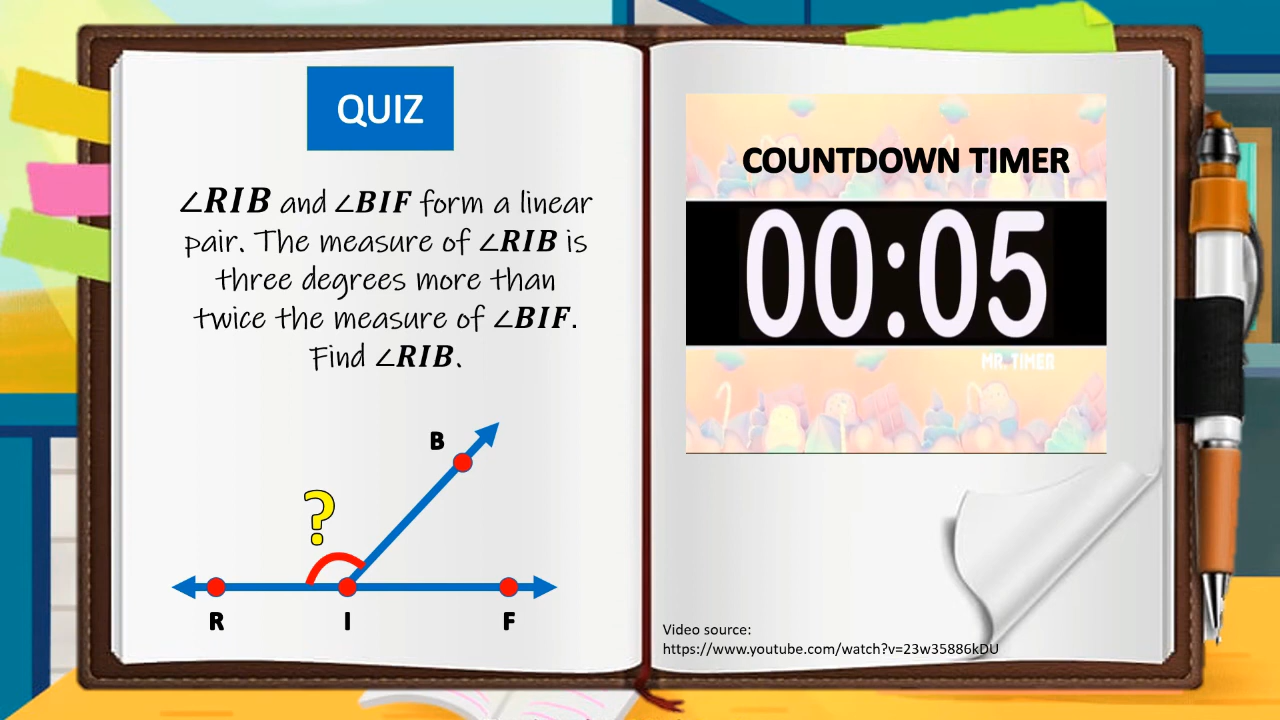 QUIZ
∠RIB and ∠BIF form a linear
pair. The measure of ∠RIB is
three degrees more than
twice the measure of ∠BIF.
Find ∠RIB.
B
?
R I F
COUNTDOWN TIMER
00:05
MR. TIMER
Video source:
https://www.youtube.com/watch?v=23w35886kDU